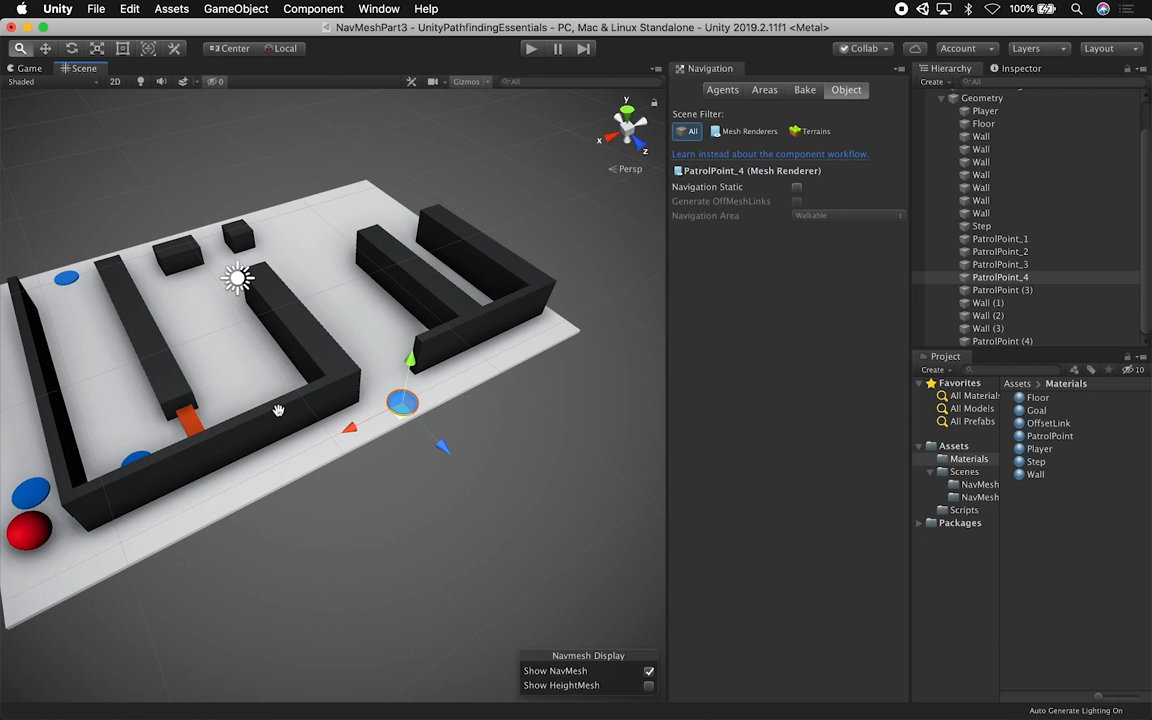 Unity File Edit Assets GameObject Component Window Help 100%
NavMeshPart3 - UnityPathfindingEssentials - PC, Mac & Linux Standalone - Unity 2019.2.11f1 <Metal>
Center Local Collab Account Layers Layout
Game Scene Navigation Hierarchy Inspector
Shaded 2D 0 Gizmos All Create All
Agents Areas Bake Object
Scene Filter:
All Mesh Renderers Terrains
Learn instead about the component workflow.
PatrolPoint_4 (Mesh Renderer)
Navigation Static
Generate OffMeshLinks
Navigation Area Walkable
y
x
z
Persp
Geometry
Player
Floor
Wall
Wall
Wall
Wall
Wall
Wall
Wall
Step
PatrolPoint_1
PatrolPoint_2
PatrolPoint_3
PatrolPoint_4
PatrolPoint (3)
Wall (1)
Wall (2)
Wall (3)
PatrolPoint (4)
Project
Create 10
Favorites
All Materials
All Models
All Prefabs
Assets
Materials
Scenes
NavMesh
NavMesh
Scripts
Packages
Assets Materials
Floor
Goal
OffsetLink
PatrolPoint
Player
Step
Wall
Navmesh Display
Show NavMesh
Show HeightMesh
Auto Generate Lighting On